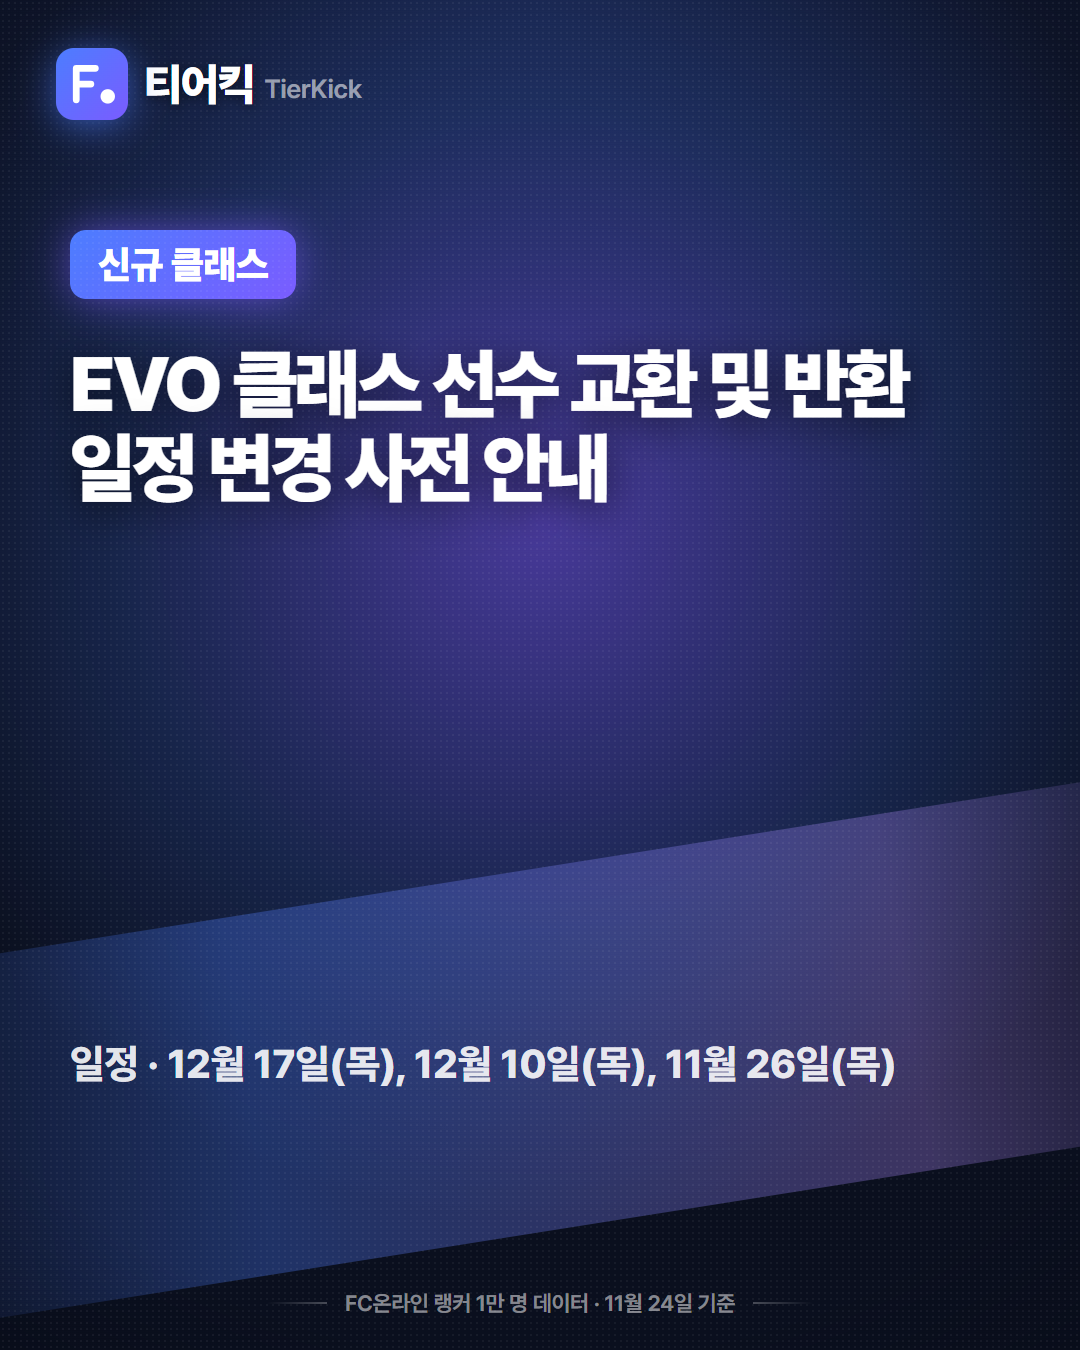 F.
티어킥 TierKick
신규 클래스
EVO 클래스 선수 교환 및 반환
일정 변경 사전 안내
일정 · 12월 17일(목), 12월 10일(목), 11월 26일(목)
FC온라인 랭커 1만 명 데이터 · 11월 24일 기준